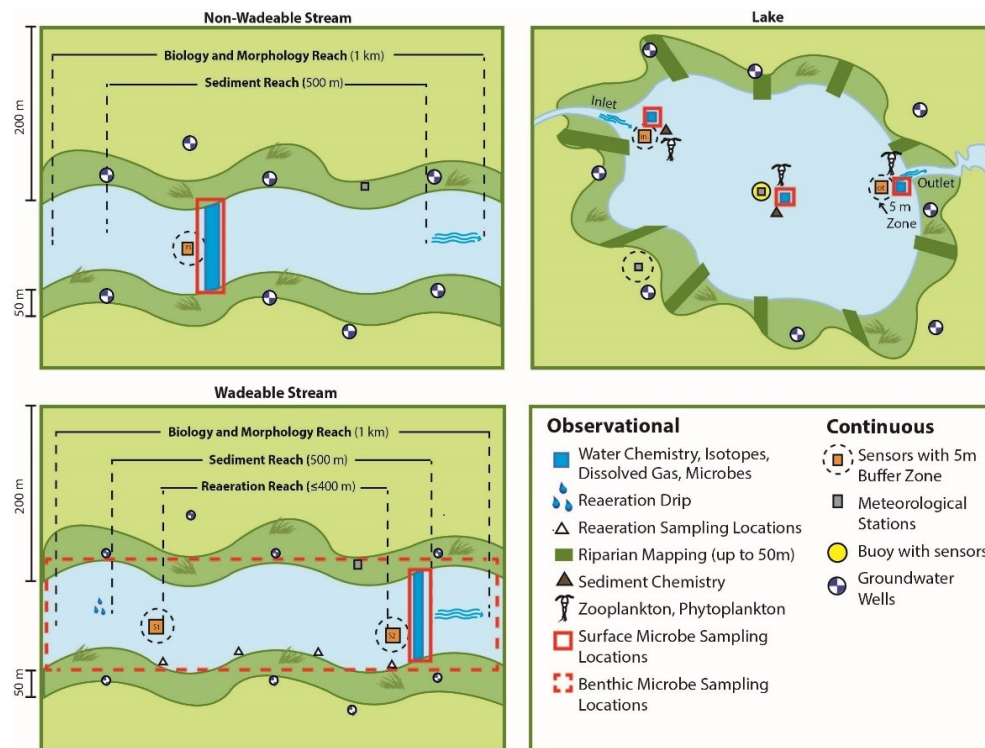 Non-Wadeable Stream
Biology and Morphology Reach (1 km)
Sediment Reach (500 m)
200 m
50 m
Lake
Inlet
in
ot
Outlet
5 m
Zone
Wadeable Stream
Biology and Morphology Reach (1 km)
Sediment Reach (500 m)
Reaeration Reach (≤400 m)
200 m
50 m
S1
S2
Observational
Water Chemistry, Isotopes,
Dissolved Gas, Microbes
Reaeration Drip
Reaeration Sampling Locations
Riparian Mapping (up to 50m)
Sediment Chemistry
Zooplankton, Phytoplankton
Surface Microbe Sampling
Locations
Benthic Microbe Sampling
Locations
Continuous
Sensors with 5m
Buffer Zone
Meteorological
Stations
Buoy with sensors
Groundwater
Wells